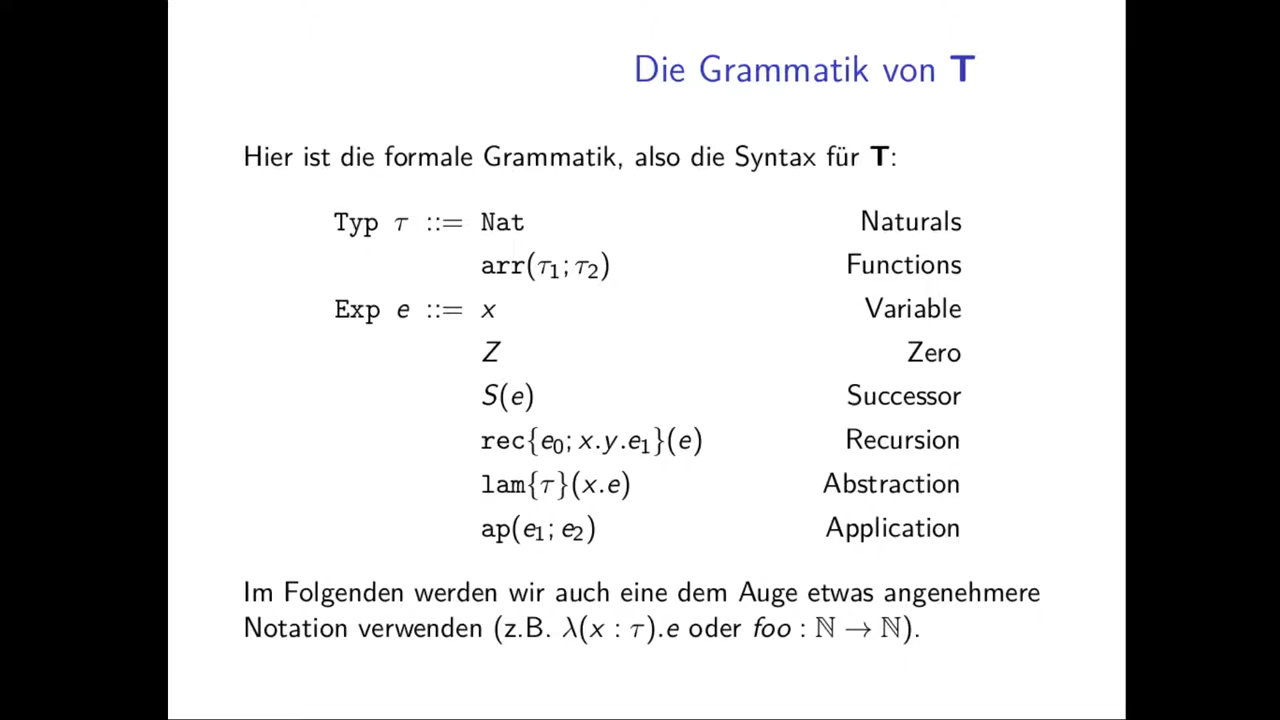 Die Grammatik von T
Hier ist die formale Grammatik, also die Syntax für T:
Typ τ ::= Nat Naturals
arr(τ₁; τ₂) Functions
Exp e ::= x Variable
Z Zero
S(e) Successor
rec{e₀; x.y.e₁}(e) Recursion
lam{τ}(x.e) Abstraction
ap(e₁; e₂) Application
Im Folgenden werden wir auch eine dem Auge etwas angenehmere
Notation verwenden (z.B. λ(x : τ).e oder foo : ℕ → ℕ).